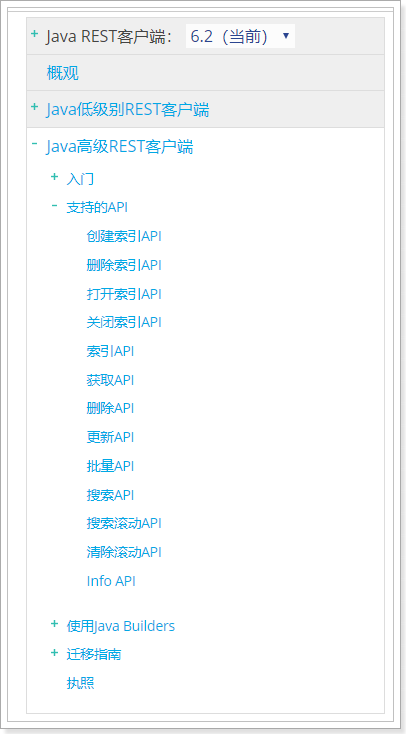 Java REST客户端： 6.2（当前）
概观
Java低级别REST客户端
Java高级REST客户端
入门
支持的API
创建索引API
删除索引API
打开索引API
关闭索引API
索引API
获取API
删除API
更新API
批量API
搜索API
搜索滚动API
清除滚动API
Info API
使用Java Builders
迁移指南
执照